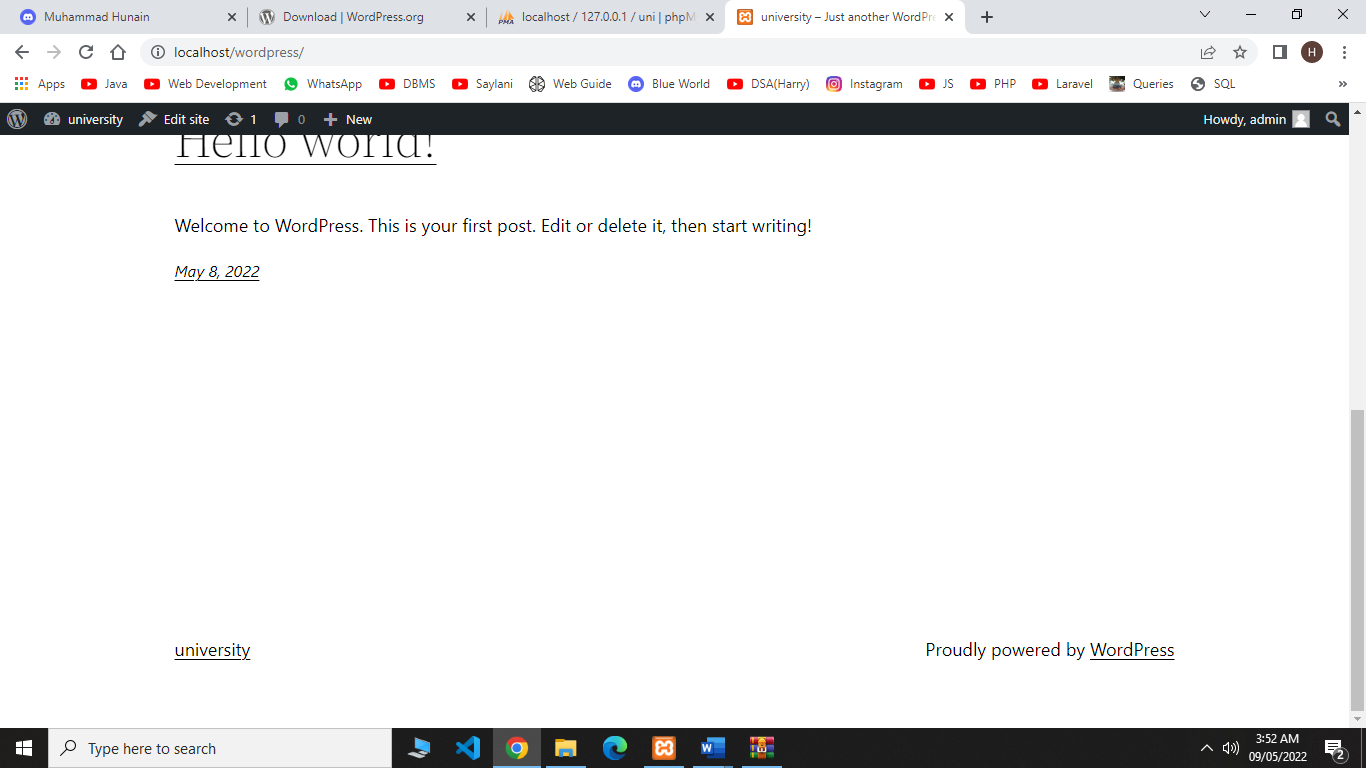 Muhammad Hunain
Download | WordPress.org
localhost / 127.0.0.1 / uni | phpM
university – Just another WordPre
localhost/wordpress/
H
Apps
Java
Web Development
WhatsApp
DBMS
Saylani
Web Guide
Blue World
DSA(Harry)
Instagram
JS
PHP
Laravel
Queries
SQL
»
university
Edit site
1
0
New
Howdy, admin
Hello world!
Welcome to WordPress. This is your first post. Edit or delete it, then start writing!
May 8, 2022
university
Proudly powered by WordPress
Type here to search
3:52 AM
09/05/2022
2